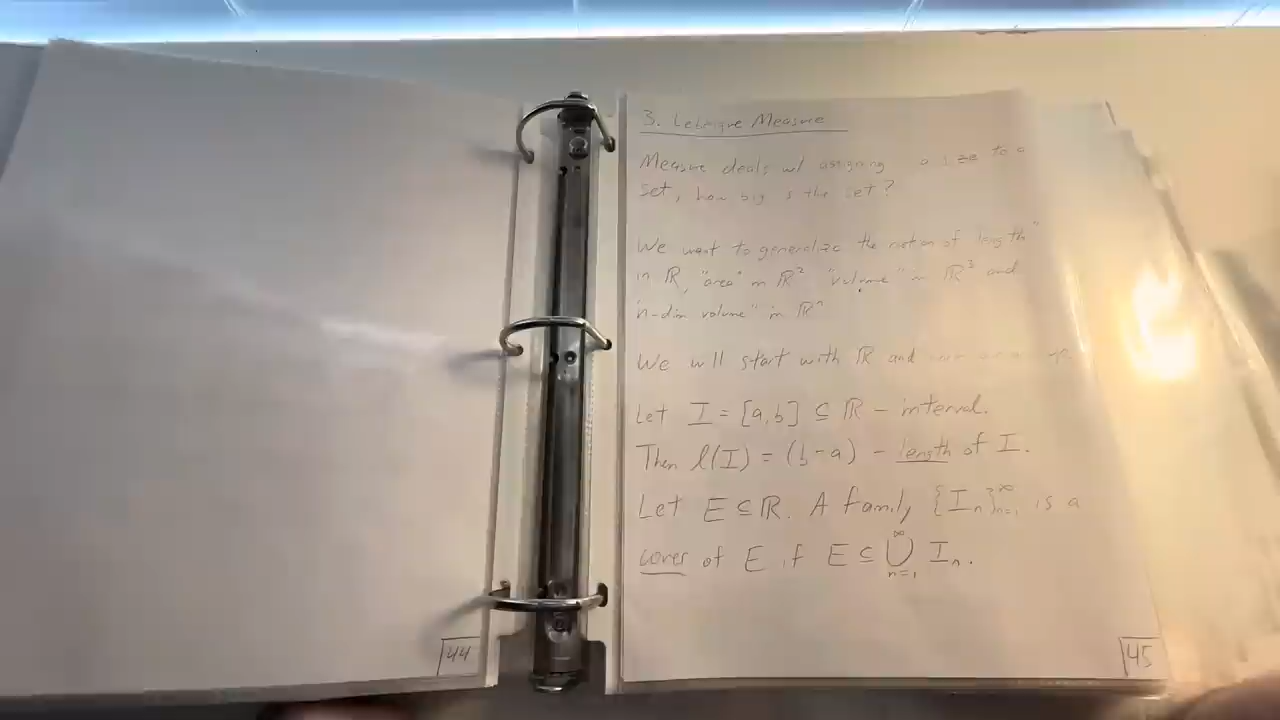 3. Lebesgue Measure
Measure deals w/ assigning a size to a
set, how big is the set?
We want to generalize the notion of "length"
in ℝ, "area" in ℝ² "volume" in ℝ³ and
"n-dim volume" in ℝⁿ
We will start with ℝ and
Let I = [a,b] ⊆ ℝ - interval.
Then ℓ(I) = (b-a) - length of I.
Let E ⊆ ℝ. A family {Iₙ}ₙ₌₁^∞ is a
cover of E if E ⊆ ⋃ₙ₌₁^∞ Iₙ.
44
45